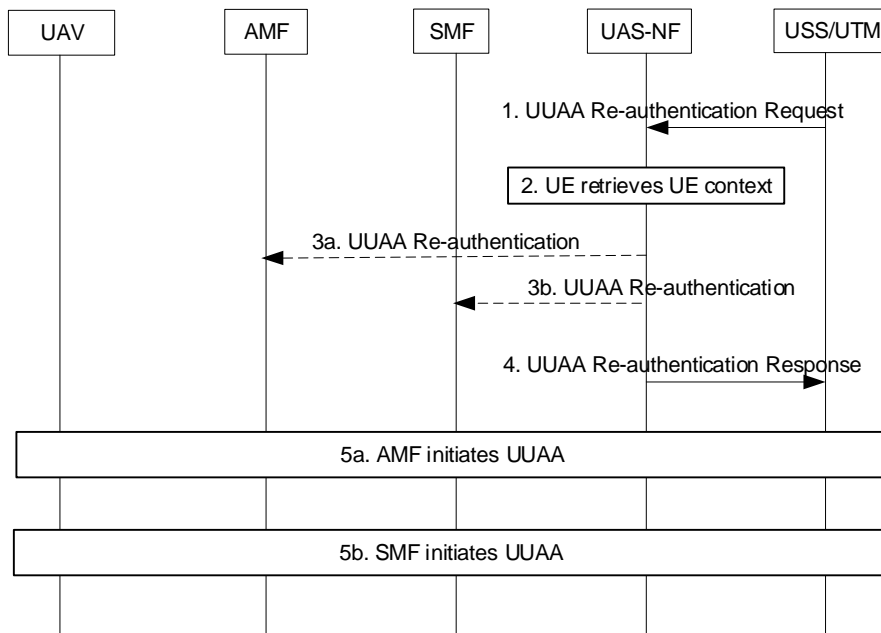 UAV
AMF
SMF
UAS-NF
USS/UTM
1. UUAA Re-authentication Request
2. UE retrieves UE context
3a. UUAA Re-authentication
3b. UUAA Re-authentication
4. UUAA Re-authentication Response
5a. AMF initiates UUAA
5b. SMF initiates UUAA